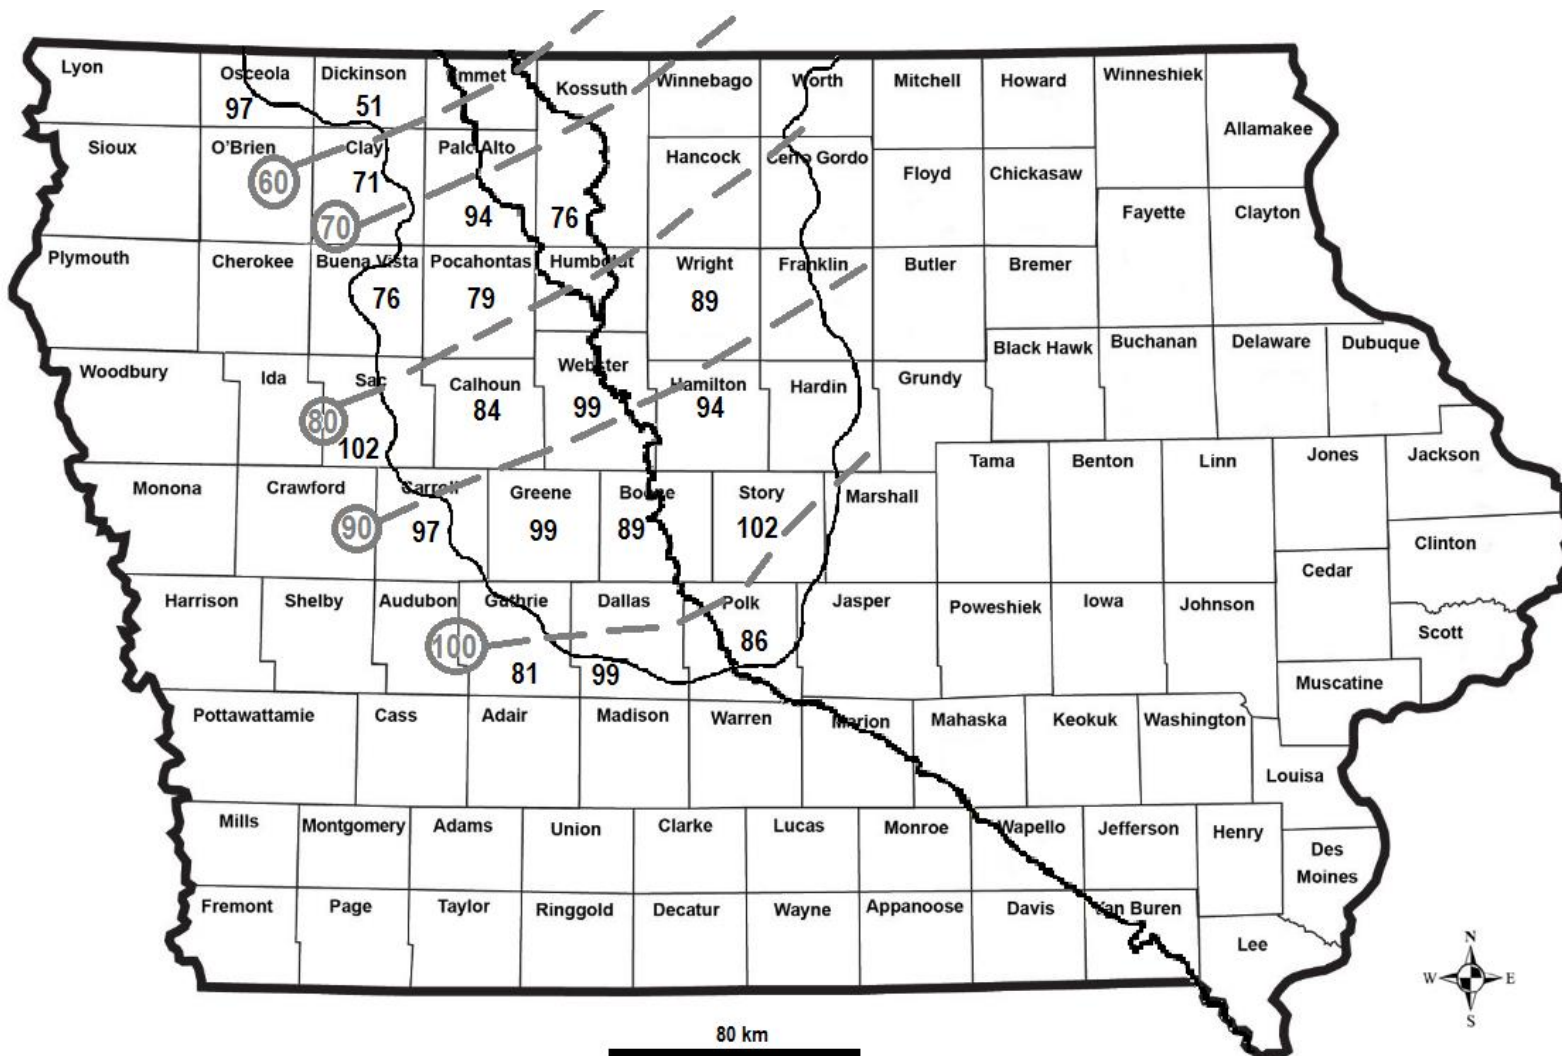 Lyon
Osceola
Dickinson
Emmet
Kossuth
Winnebago
Worth
Mitchell
Howard
Winneshiek
Allamakee
97
51
Sioux
O'Brien
Clay
Palo Alto
Hancock
Cerro Gordo
Floyd
Chickasaw
60
71
70
94
76
Fayette
Clayton
Plymouth
Cherokee
Buena Vista
Pocahontas
Humboldt
Wright
Franklin
Butler
Bremer
76
79
89
Black Hawk
Buchanan
Delaware
Dubuque
Woodbury
Ida
Sac
Calhoun
Webster
Hamilton
Hardin
Grundy
80
84
99
94
102
Monona
Crawford
Carroll
Greene
Boone
Story
Marshall
Tama
Benton
Linn
Jones
Jackson
90
97
99
89
102
Clinton
Cedar
Harrison
Shelby
Audubon
Guthrie
Dallas
Polk
Jasper
Poweshiek
Iowa
Johnson
Scott
100
81
99
86
Muscatine
Pottawattamie
Cass
Adair
Madison
Warren
Marion
Mahaska
Keokuk
Washington
Louisa
Mills
Montgomery
Adams
Union
Clarke
Lucas
Monroe
Wapello
Jefferson
Henry
Des
Moines
Fremont
Page
Taylor
Ringgold
Decatur
Wayne
Appanoose
Davis
Van Buren
Lee
N
W
E
S
80 km